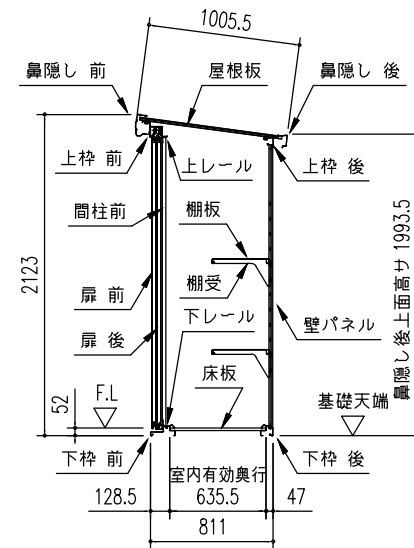 1005.5
鼻隠し 前
屋根板
鼻隠し 後
上枠 前
上レール
上枠 後
間柱前
棚板
2123
鼻隠し後上面高サ 1993.5
扉 前
棚受
扉 後
下レール
壁パネル
52
F.L
床板
基礎天端
下枠 前
室内有効奥行
下枠 後
128.5
635.5
47
811